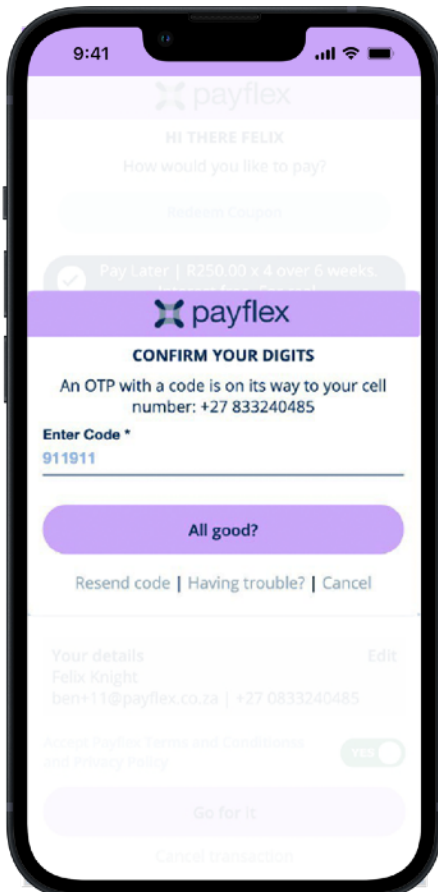 9:41
payflex
HI THERE FELIX
How would you like to pay?
Redeem Coupon
Pay Later | R250.00 x 4 over 6 weeks.
payflex
CONFIRM YOUR DIGITS
An OTP with a code is on its way to your cell
number: +27 833240485
Enter Code *
911911
All good?
Resend code | Having trouble? | Cancel
Your details
Edit
Felix Knight
ben+11@payflex.co.za | +27 0833240485
Accept Payflex Terms and Conditions
and Privacy Policy
YES
Go for it
Cancel transaction